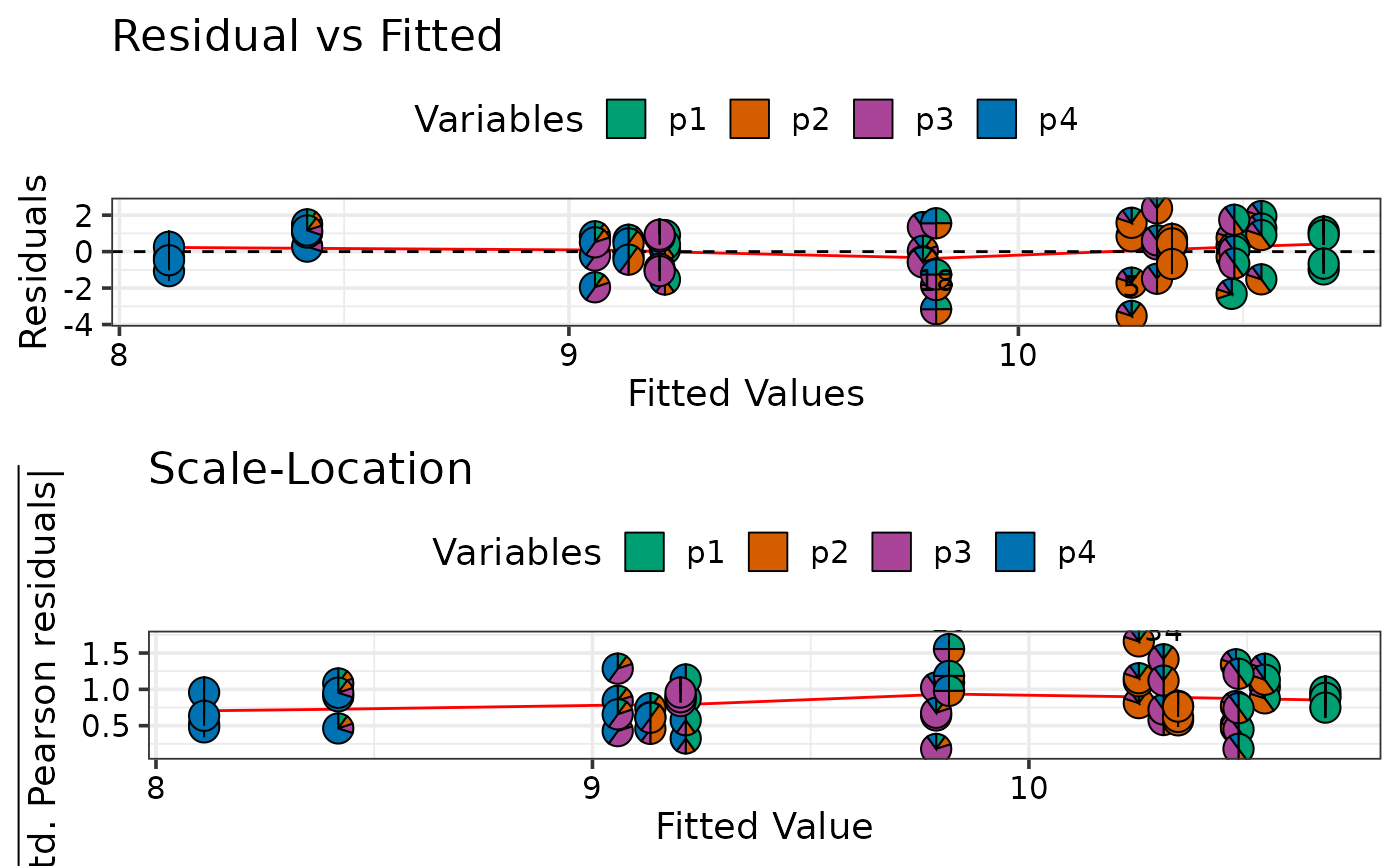 Residual vs Fitted
Variables p1 p2 p3 p4
Residuals
2
0
-2
-4
8 9 10
Fitted Values
Scale-Location
Variables p1 p2 p3 p4
td. Pearson residuals|
1.5
1.0
0.5
8 9 10
Fitted Value